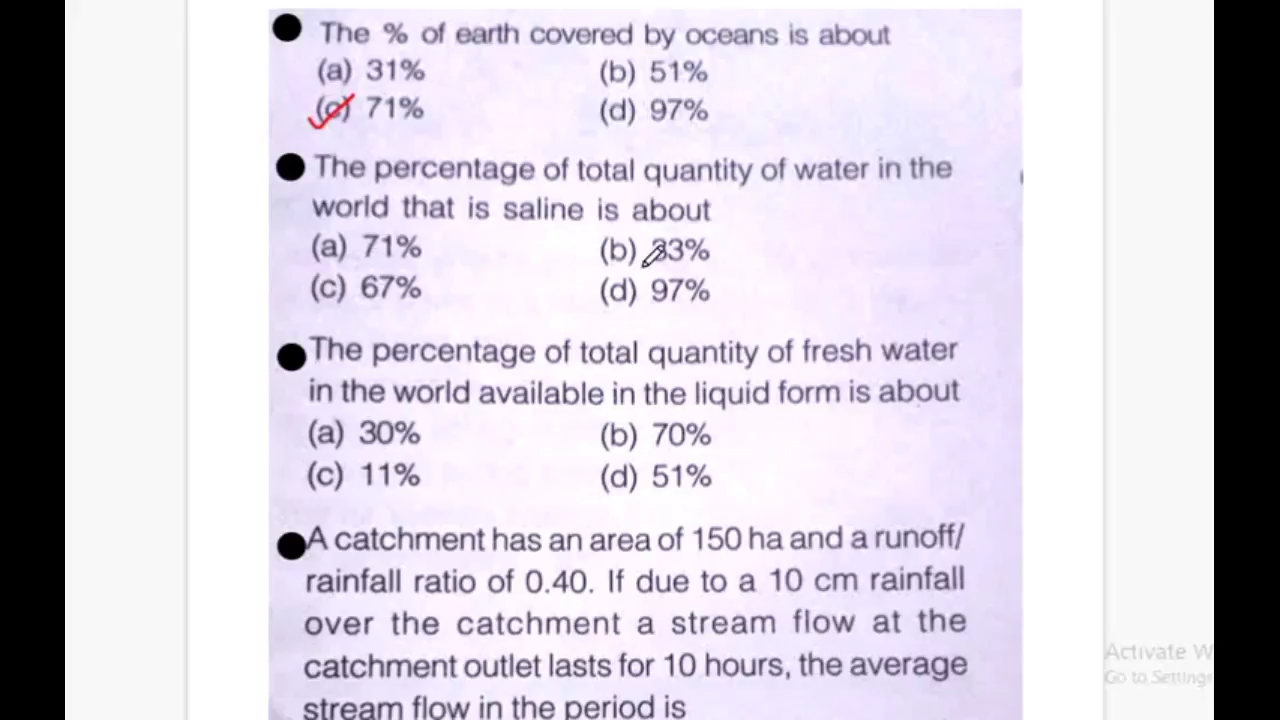 The % of earth covered by oceans is about
(a) 31% (b) 51%
(c) 71% (d) 97%
The percentage of total quantity of water in the
world that is saline is about
(a) 71% (b) 33%
(c) 67% (d) 97%
The percentage of total quantity of fresh water
in the world available in the liquid form is about
(a) 30% (b) 70%
(c) 11% (d) 51%
A catchment has an area of 150 ha and a runoff/
rainfall ratio of 0.40. If due to a 10 cm rainfall
over the catchment a stream flow at the
catchment outlet lasts for 10 hours, the average
stream flow in the period is
Activate W
Go to Setting